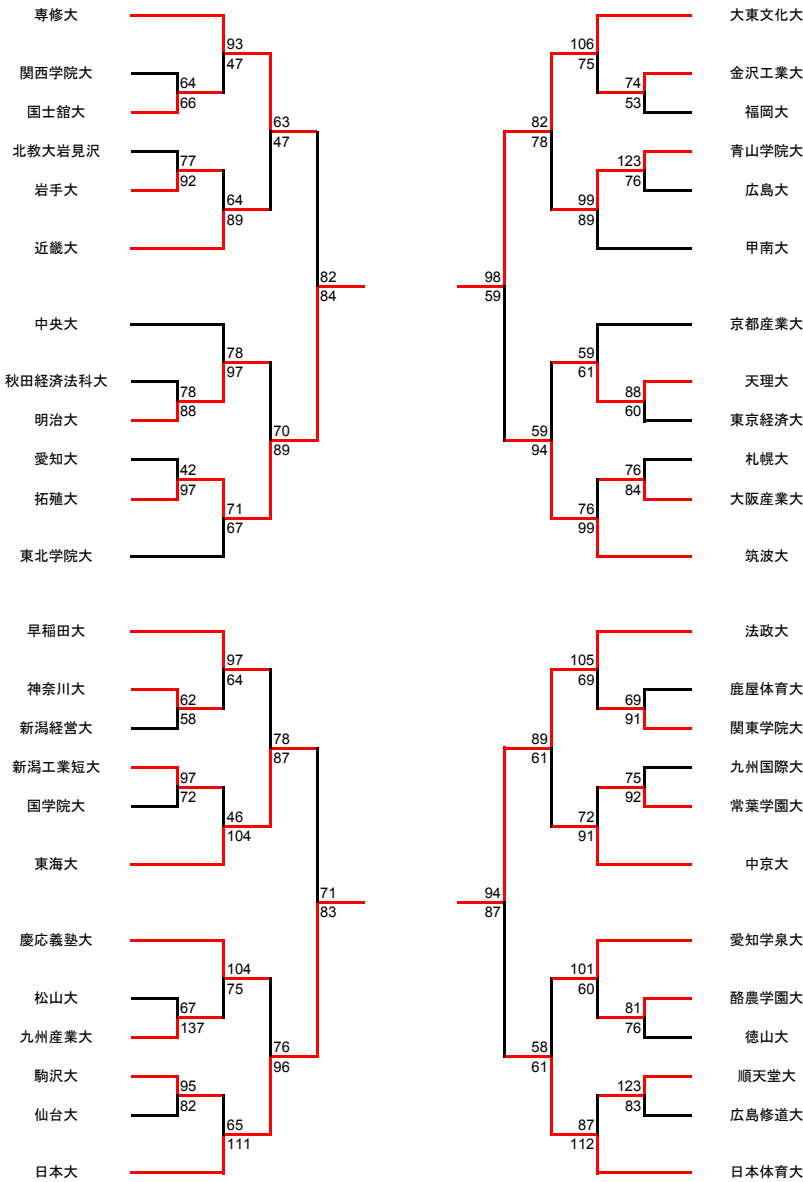 専修大
関西学院大
国士舘大
北教大岩見沢
岩手大
近畿大
93
47
64
66
77
92
64
89
63
47
中央大
秋田経済法科大
明治大
愛知大
拓殖大
東北学院大
78
97
78
88
42
97
71
67
70
89
82
84
大東文化大
金沢工業大
福岡大
青山学院大
広島大
甲南大
106
75
74
53
123
76
99
89
82
78
京都産業大
天理大
東京経済大
札幌大
大阪産業大
筑波大
59
61
88
60
76
84
76
99
59
94
98
59
早稲田大
神奈川大
新潟経営大
新潟工業短大
国学院大
東海大
97
64
62
58
97
72
46
104
78
87
慶応義塾大
松山大
九州産業大
駒沢大
仙台大
日本大
104
75
67
137
95
82
65
111
76
96
71
83
法政大
鹿屋体育大
関東学院大
九州国際大
常葉学園大
中京大
105
69
69
91
75
92
72
91
89
61
愛知学泉大
酪農学園大
徳山大
順天堂大
広島修道大
日本体育大
101
60
81
76
123
83
87
112
58
61
94
87